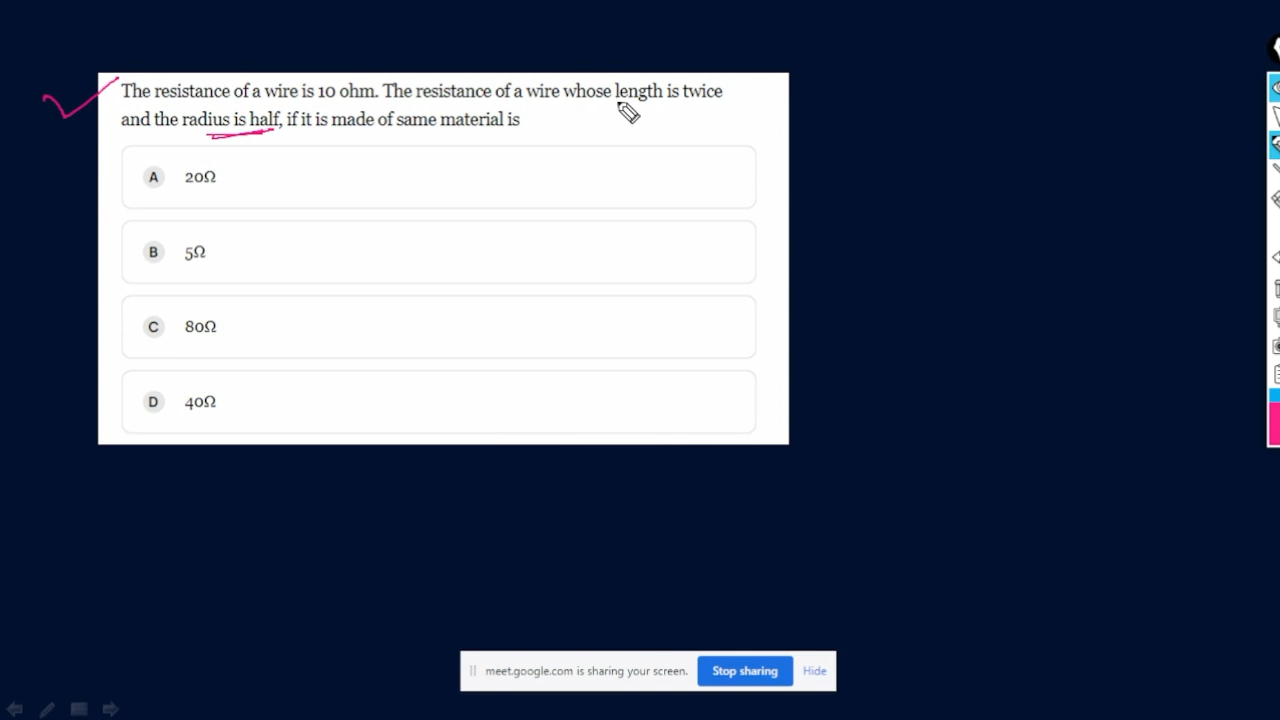 The resistance of a wire is 10 ohm. The resistance of a wire whose length is twice
and the radius is half, if it is made of same material is
A 20Ω
B 5Ω
C 80Ω
D 40Ω
meet.google.com is sharing your screen. Stop sharing Hide